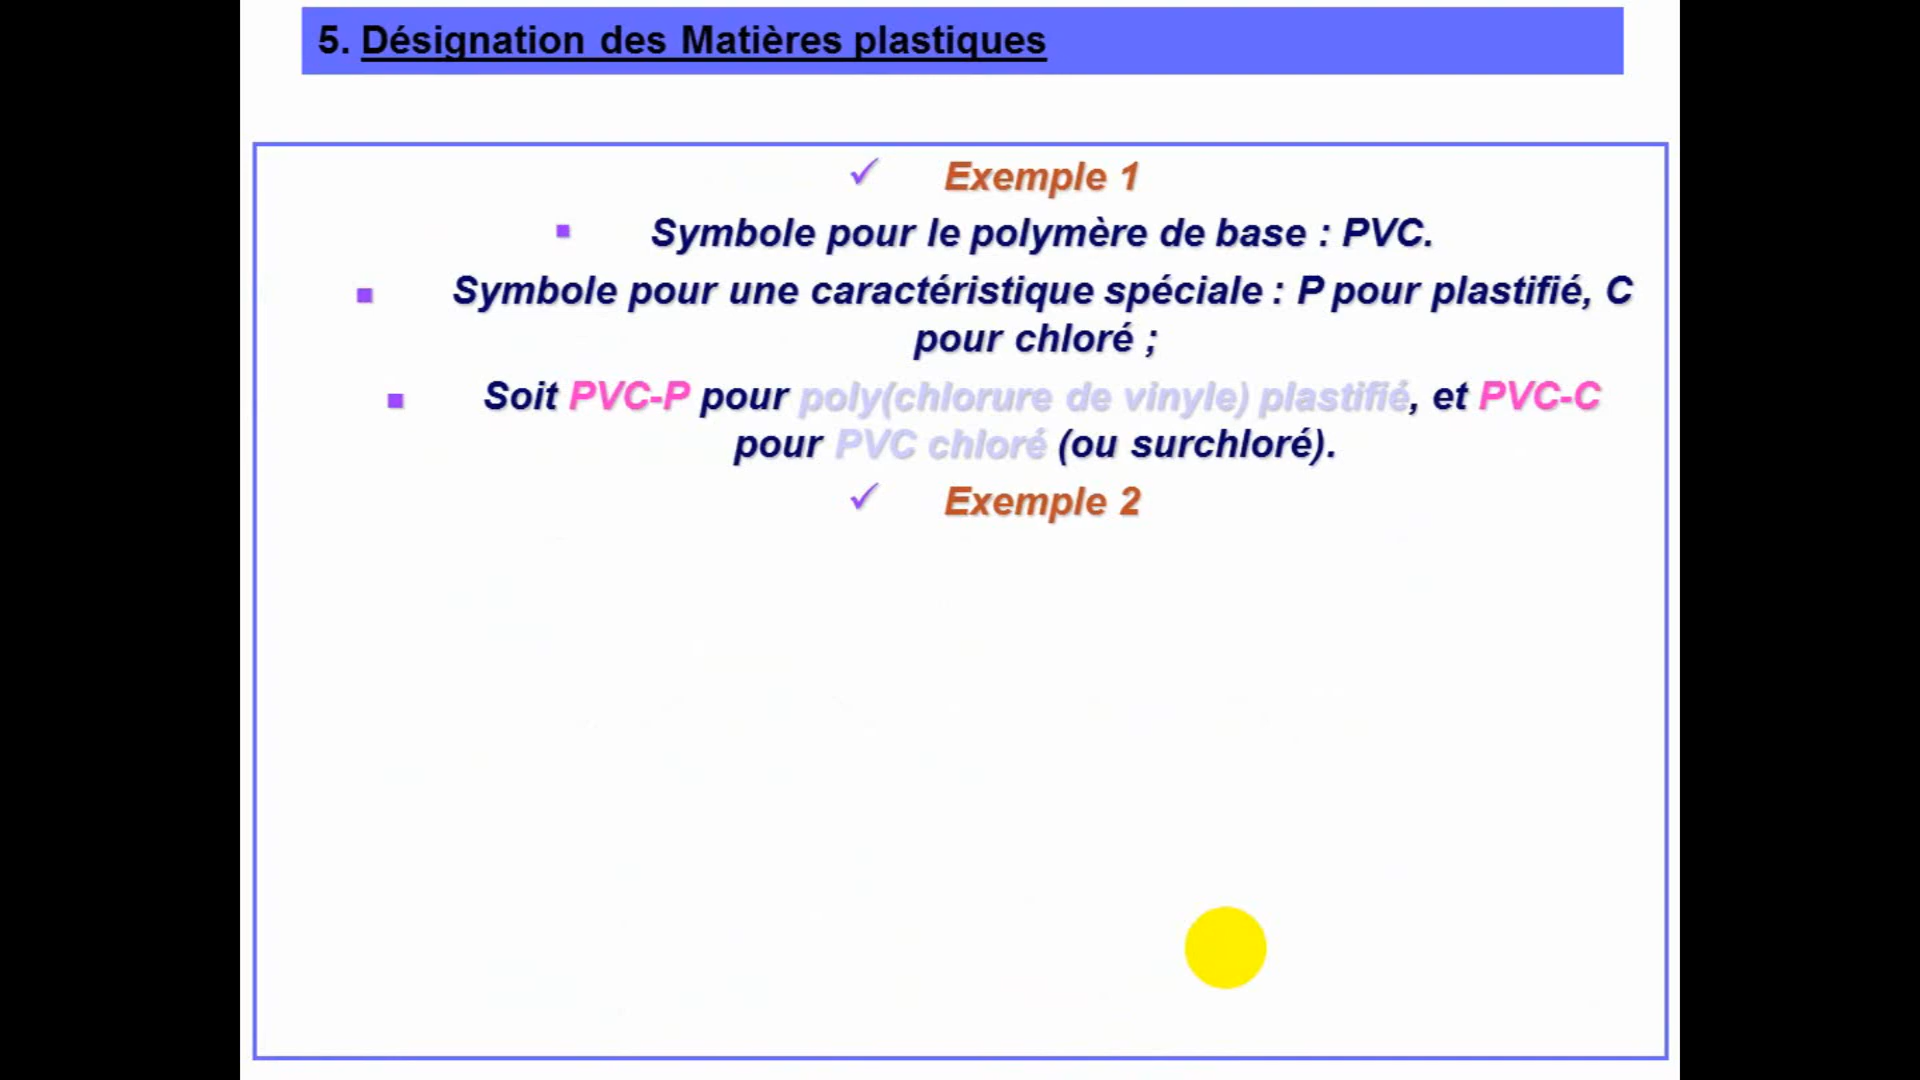 5. Désignation des Matières plastiques
Exemple 1
Symbole pour le polymère de base : PVC.
Symbole pour une caractéristique spéciale : P pour plastifié, C
pour chloré ;
Soit PVC-P pour poly(chlorure de vinyle) plastifié, et PVC-C
pour PVC chloré (ou surchloré).
Exemple 2